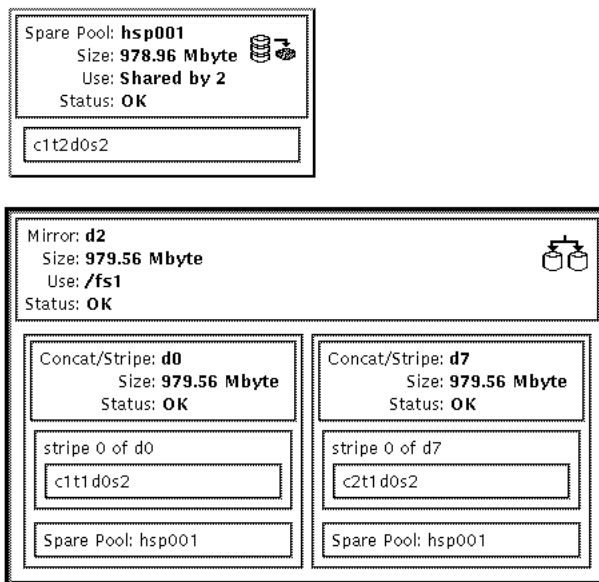 Spare Pool: hsp001
Size: 978.96 Mbyte
Use: Shared by 2
Status: OK
c1t2d0s2
Mirror: d2
Size: 979.56 Mbyte
Use: /fs1
Status: OK
Concat/Stripe: d0
Size: 979.56 Mbyte
Status: OK
stripe 0 of d0
c1t1d0s2
Spare Pool: hsp001
Concat/Stripe: d7
Size: 979.56 Mbyte
Status: OK
stripe 0 of d7
c2t1d0s2
Spare Pool: hsp001